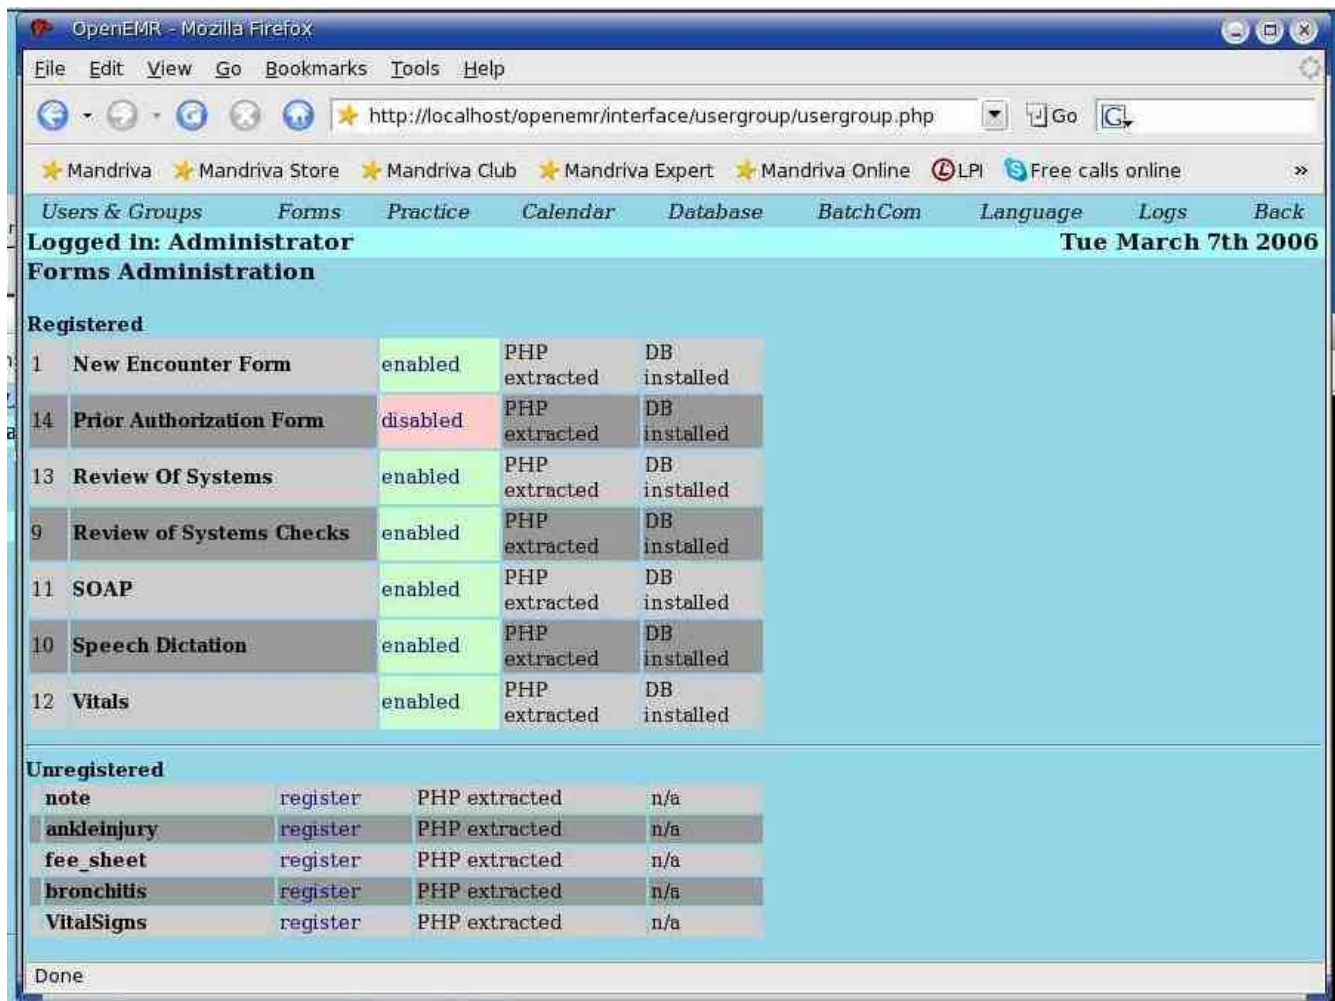 OpenEMR - Mozilla Firefox
File Edit View Go Bookmarks Tools Help
http://localhost/openemr/interface/usergroup/usergroup.php Go G
Mandriva Mandriva Store Mandriva Club Mandriva Expert Mandriva Online LPI Free calls online »
Users & Groups Forms Practice Calendar Database BatchCom Language Logs Back
Logged in: Administrator Tue March 7th 2006
Forms Administration
Registered
1 New Encounter Form enabled PHP extracted DB installed
14 Prior Authorization Form disabled PHP extracted DB installed
13 Review Of Systems enabled PHP extracted DB installed
9 Review of Systems Checks enabled PHP extracted DB installed
11 SOAP enabled PHP extracted DB installed
10 Speech Dictation enabled PHP extracted DB installed
12 Vitals enabled PHP extracted DB installed
Unregistered
note register PHP extracted n/a
ankleinjury register PHP extracted n/a
fee_sheet register PHP extracted n/a
bronchitis register PHP extracted n/a
VitalSigns register PHP extracted n/a
Done